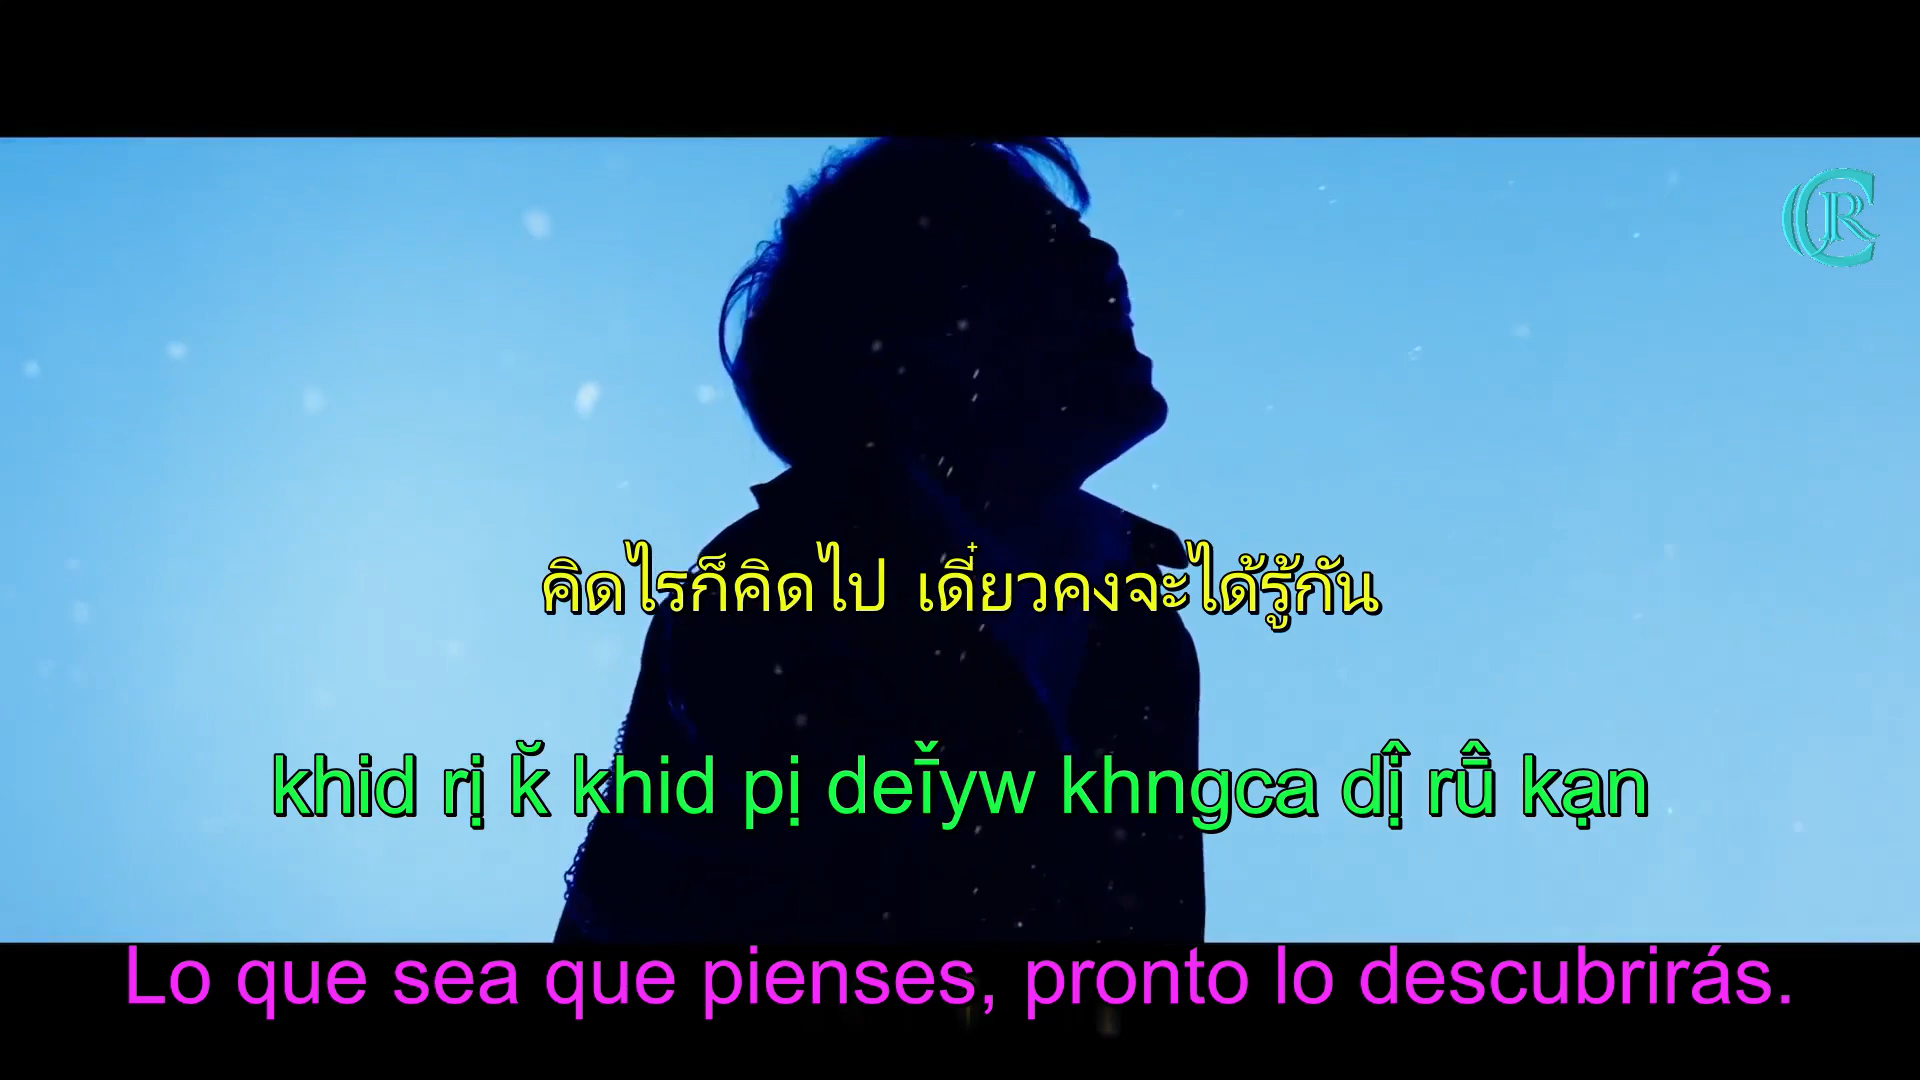 คิดไรก็คิดไป เดี๋ยวคงจะได้รู้กัน
khid rị k̆ khid pị deī̌yw khngca dị̂ rū̂ kạn
Lo que sea que pienses, pronto lo descubrirás.
CR